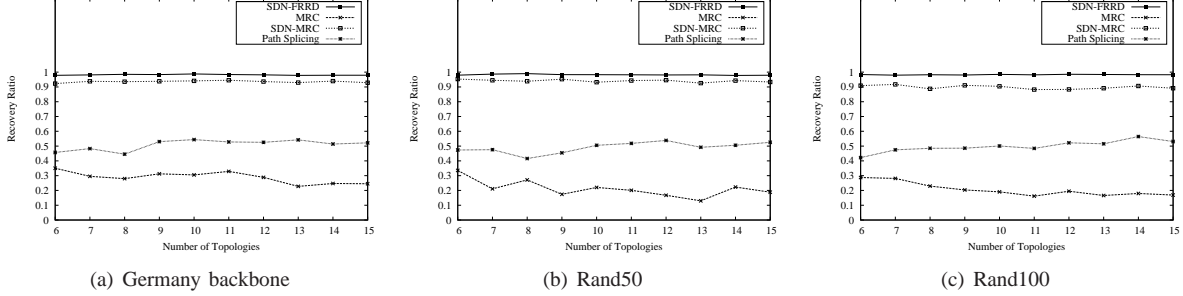 SDN-FRRD
MRC
SDN-MRC
Path Splicing
Recovery Ratio
1
0.9
0.8
0.7
0.6
0.5
0.4
0.3
0.2
0.1
0
6 7 8 9 10 11 12 13 14 15
Number of Topologies
(a) Germany backbone
SDN-FRRD
MRC
SDN-MRC
Path Splicing
Recovery Ratio
1
0.9
0.8
0.7
0.6
0.5
0.4
0.3
0.2
0.1
0
6 7 8 9 10 11 12 13 14 15
Number of Topologies
(b) Rand50
SDN-FRRD
MRC
SDN-MRC
Path Splicing
Recovery Ratio
1
0.9
0.8
0.7
0.6
0.5
0.4
0.3
0.2
0.1
0
6 7 8 9 10 11 12 13 14 15
Number of Topologies
(c) Rand100